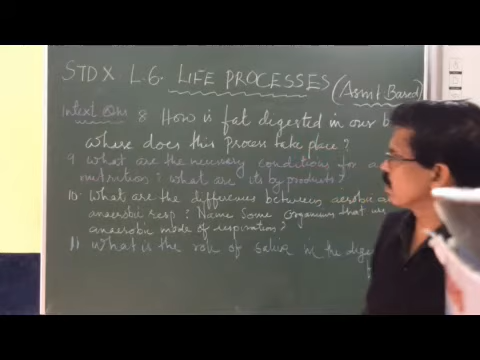 STD X L.6. LIFE PROCESSES (Asmt Based)
Intext Qtns 8 How is fat digested in our b
where does this process take place?
9. What are the necessary conditions for a
nutrition? What are its by products?
10. What are the differences between aerobic a
anaerobic resp? Name some organisms that us
anaerobic mode of respiration?
11 What is the role of saliva in the diges